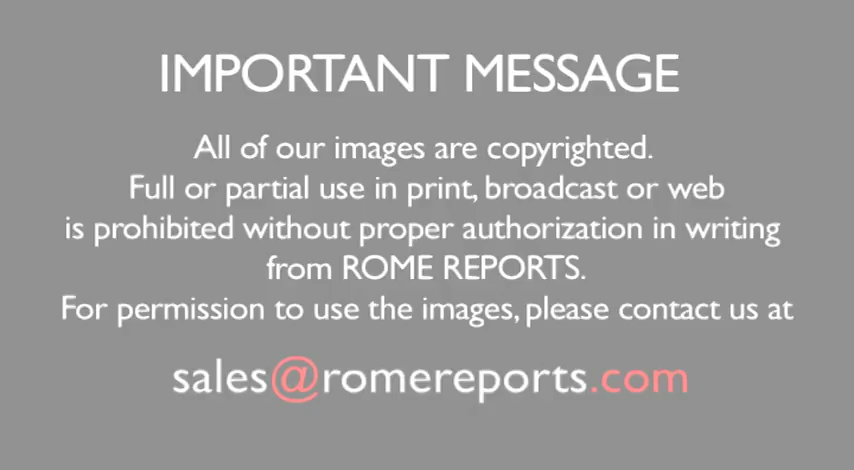 IMPORTANT MESSAGE
All of our images are copyrighted.
Full or partial use in print, broadcast or web
is prohibited without proper authorization in writing
from ROME REPORTS.
For permission to use the images, please contact us at
sales@romereports.com